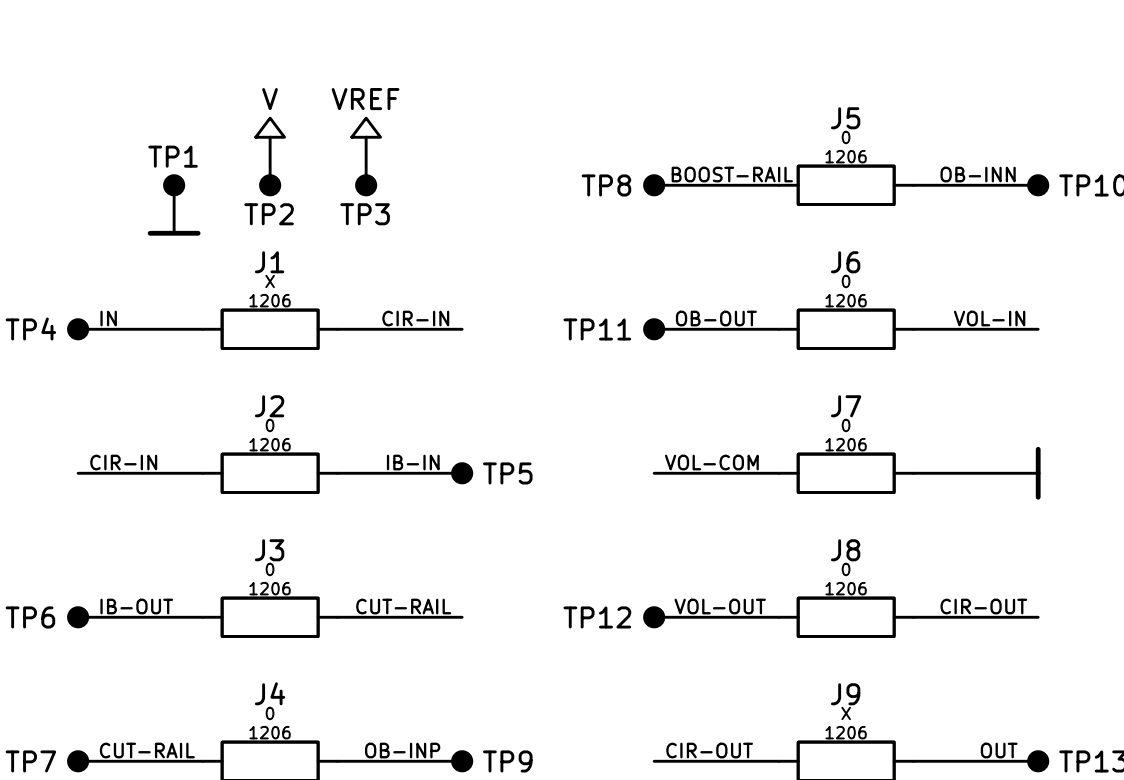 V VREF
TP1
TP2 TP3
J1
X
1206
TP4 IN CIR-IN
J2
0
1206
CIR-IN IB-IN TP5
J3
0
1206
TP6 IB-OUT CUT-RAIL
J4
0
1206
TP7 CUT-RAIL OB-INP TP9
J5
0
1206
TP8 BOOST-RAIL OB-INN TP10
J6
0
1206
TP11 OB-OUT VOL-IN
J7
0
1206
VOL-COM
J8
0
1206
TP12 VOL-OUT CIR-OUT
J9
X
1206
CIR-OUT OUT TP13